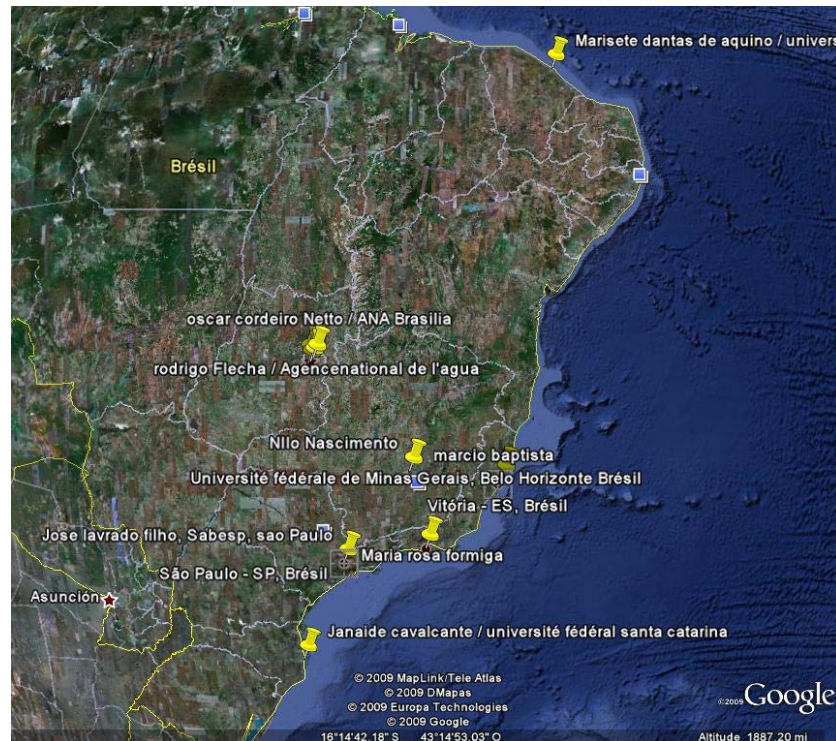 Marisete dantas de aquino / univers
Brésil
oscar cordeiro Netto / ANA Brasilia
rodrigo Flecha / Agencenational de l'agua
NIlo Nascimento
marcio baptista
Université fédérale de Minas Gerais, Belo Horizonte Brésil
Vitória - ES, Brésil
Jose lavrado filho, Sabesp, sao Paulo
Maria rosa formiga
São Paulo - SP, Brésil
Asunción
Janaide cavalcante / université fédéral santa catarina
© 2009 MapLink/Tele Atlas
© 2009 DMapas
© 2009 Europa Technologies
© 2009 Google
©2009 Google
16°14'42.18" S 43°14'53.03" O Altitude 1887.20 mi